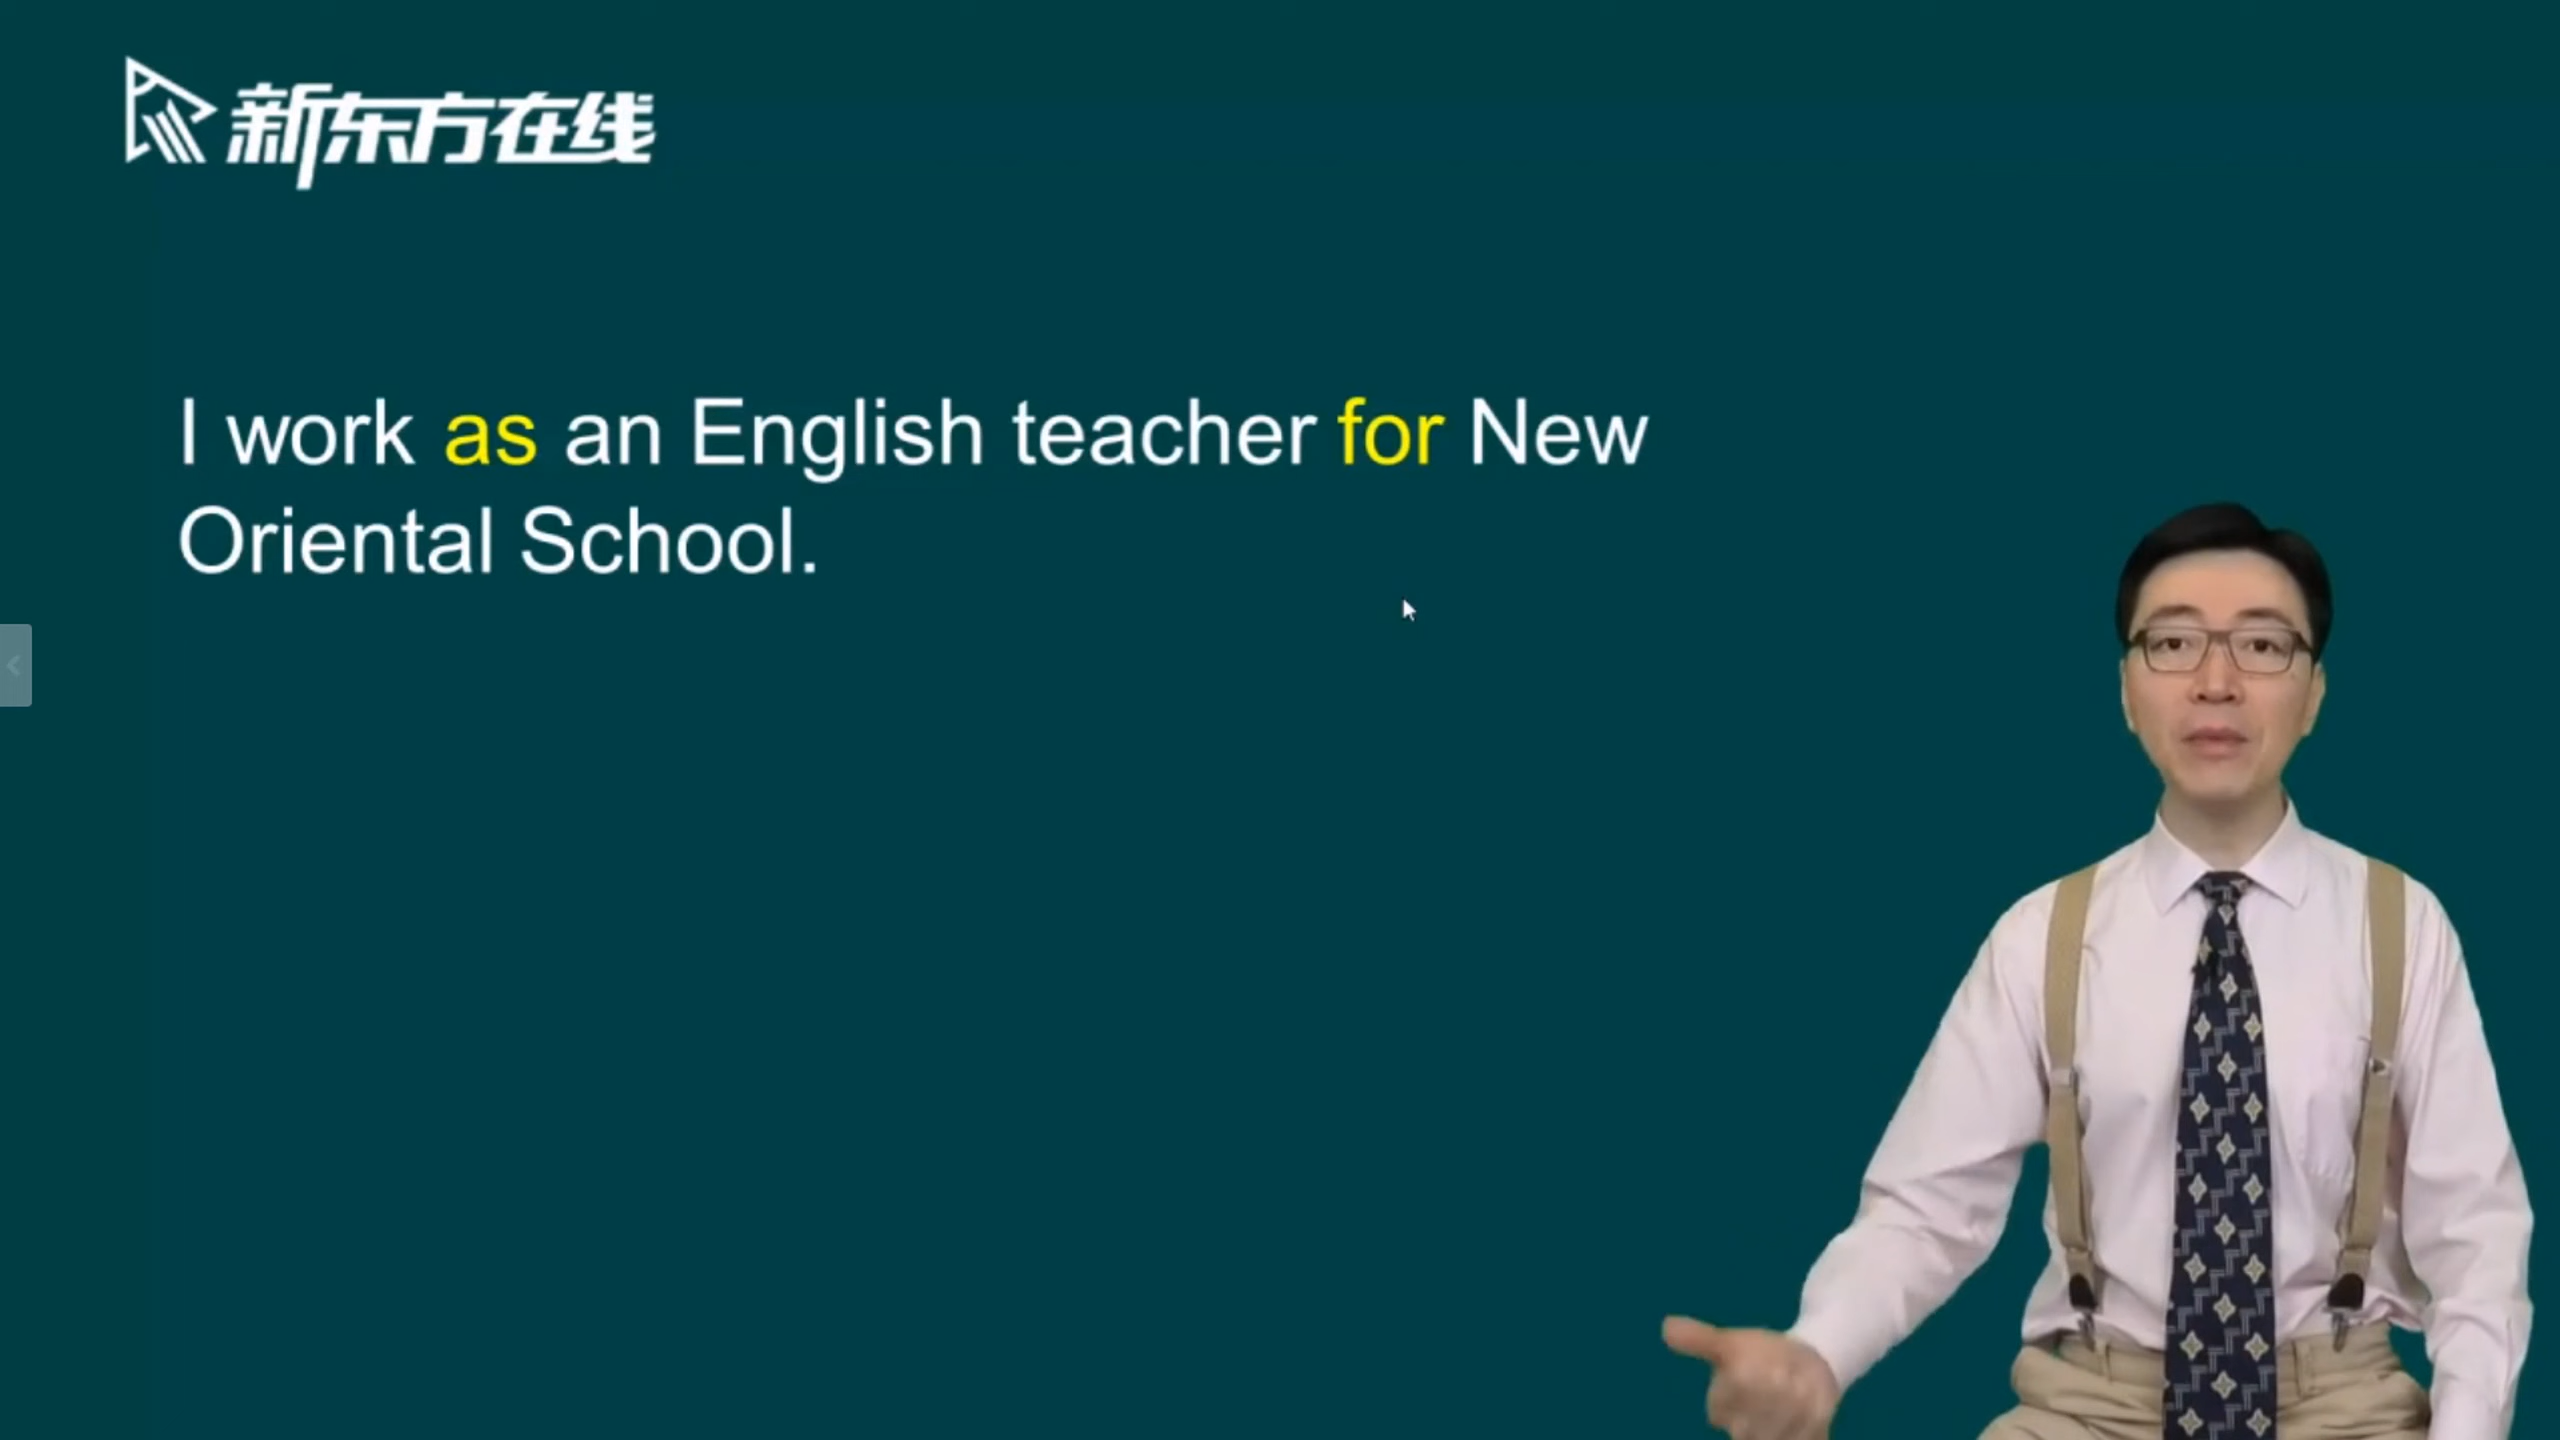 新东方在线
I work as an English teacher for New
Oriental School.